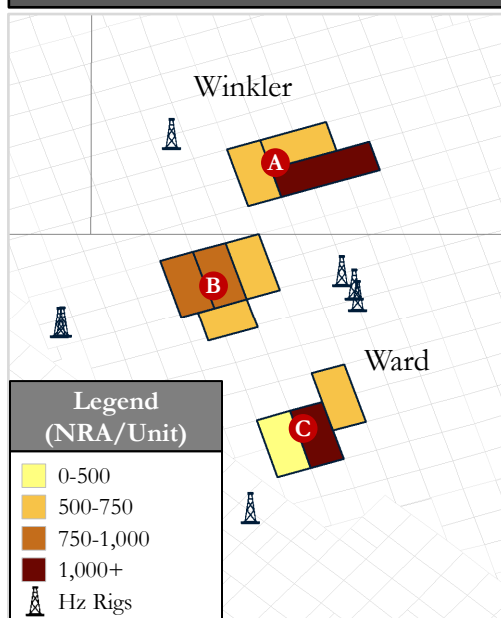 Winkler
A
B
Ward
C
Legend
(NRA/Unit)
0-500
500-750
750-1,000
1,000+
Hz Rigs